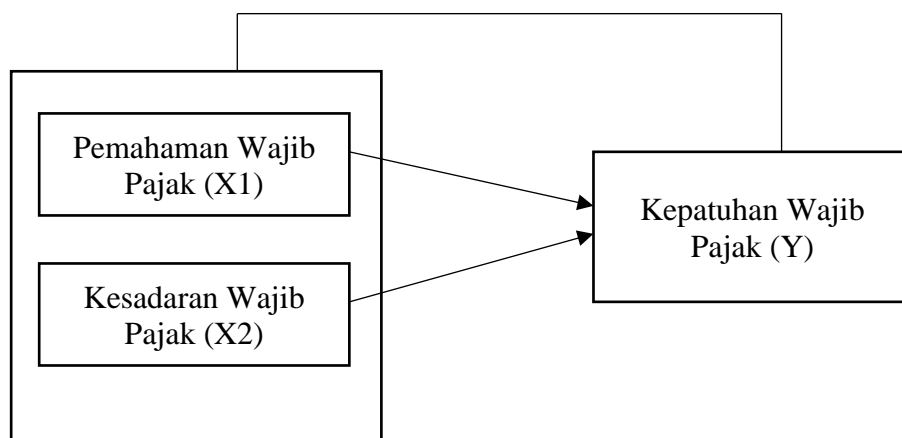 Pemahaman Wajib
Pajak (X1)
Kesadaran Wajib
Pajak (X2)
Kepatuhan Wajib
Pajak (Y)